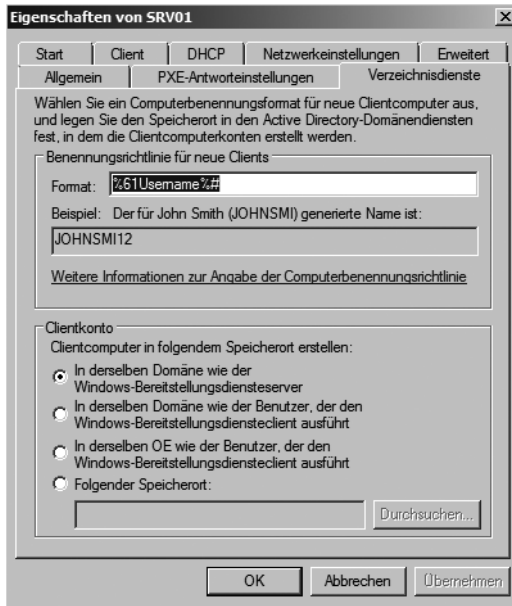 Eigenschaften von SRV01
Start Client DHCP Netzwerkeinstellungen Erweitert
Allgemein PXE-Antworteinstellungen Verzeichnisdienste
Wählen Sie ein Computerbenennungsformat für neue Clientcomputer aus,
und legen Sie den Speicherort in den Active Directory-Domänendiensten
fest, in dem die Clientcomputerkonten erstellt werden.
Benennungsrichtlinie für neue Clients
Format: %61Username%#
Beispiel: Der für John Smith (JOHNSMI) generierte Name ist:
JOHNSMI12
Weitere Informationen zur Angabe der Computerbenennungsrichtlinie
Clientkonto
Clientcomputer in folgendem Speicherort erstellen:
In derselben Domäne wie der
Windows-Bereitstellungsdiensteserver
In derselben Domäne wie der Benutzer, der den
Windows-Bereitstellungsdiensteclient ausführt
In derselben OE wie der Benutzer, der den
Windows-Bereitstellungsdiensteclient ausführt
Folgender Speicherort:
Durchsuchen...
OK Abbrechen Übernehmen